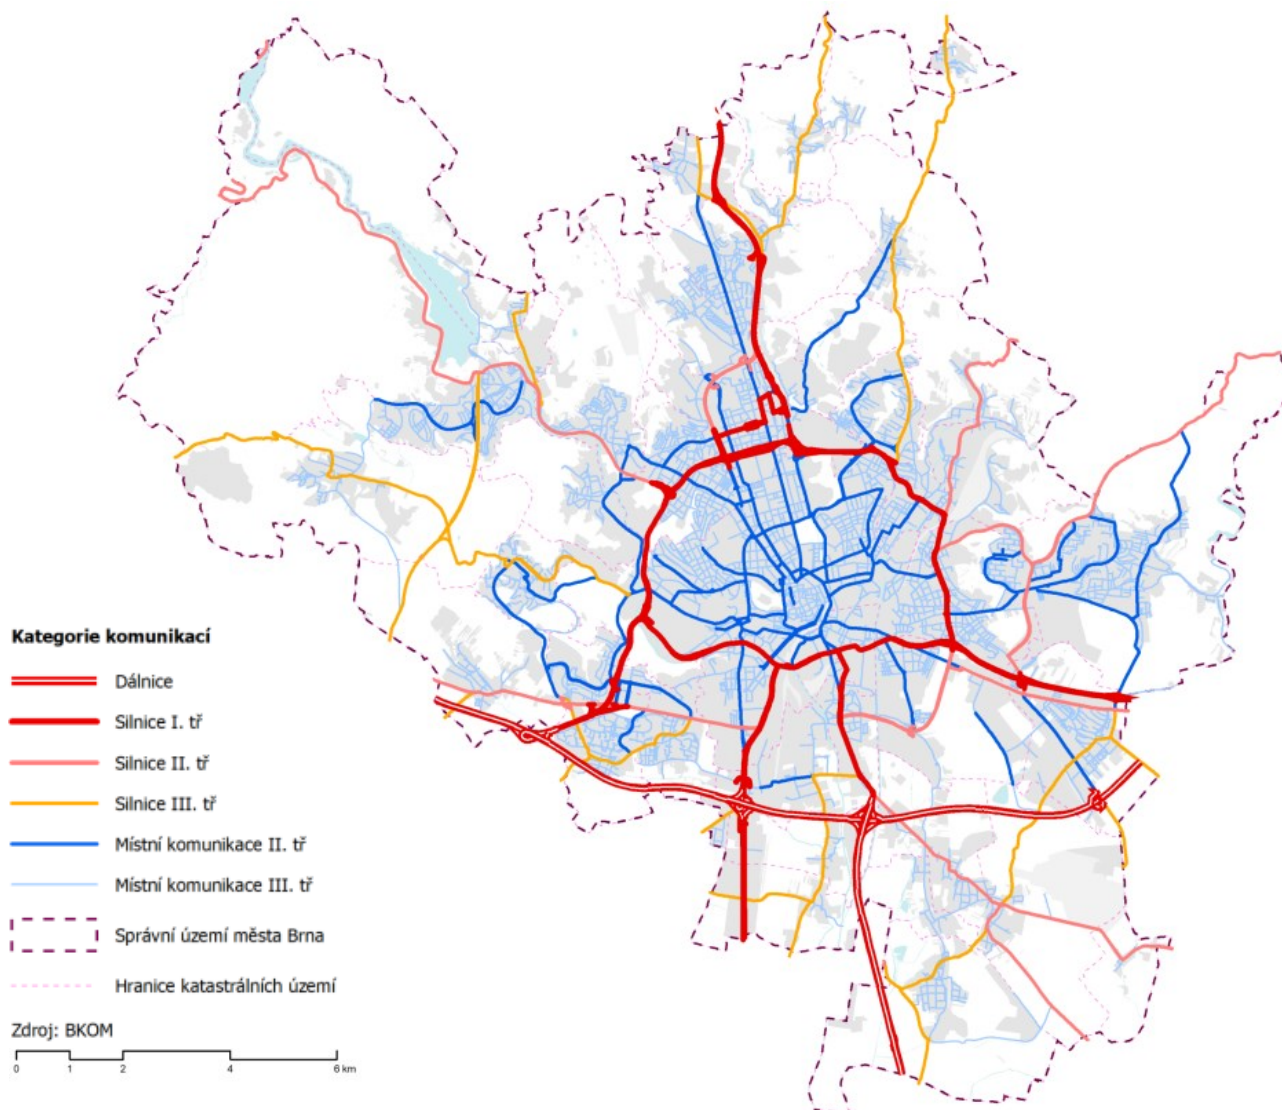 Kategorie komunikací
Dálnice
Silnice I. tř
Silnice II. tř
Silnice III. tř
Místní komunikace II. tř
Místní komunikace III. tř
Správní území města Brna
Hranice katastrálních území
Zdroj: BKOM
0 1 2 4 6 km